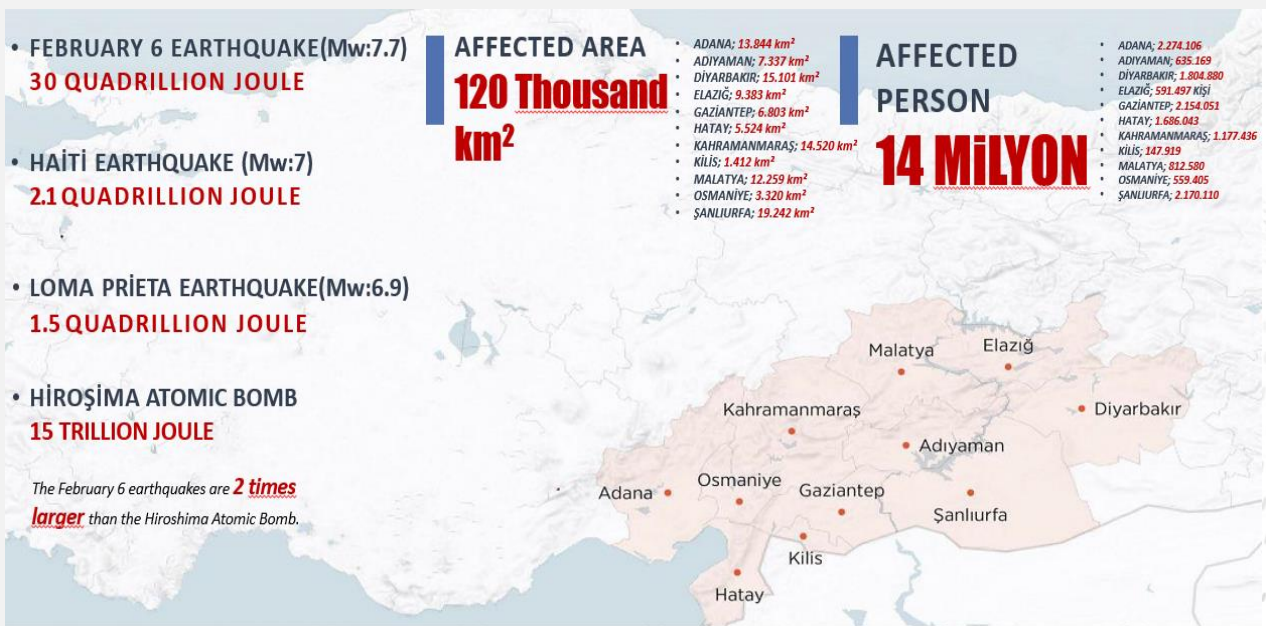 • FEBRUARY 6 EARTHQUAKE(Mw:7.7)
30 QUADRILLION JOULE
• HAİTİ EARTHQUAKE (Mw:7)
2.1 QUADRILLION JOULE
• LOMA PRİETA EARTHQUAKE(Mw:6.9)
1.5 QUADRILLION JOULE
• HİROŞİMA ATOMIC BOMB
15 TRILLION JOULE
The February 6 earthquakes are 2 times
larger than the Hiroshima Atomic Bomb.
AFFECTED AREA
120 Thousand
km²
• ADANA; 13.844 km²
• ADIYAMAN; 7.337 km²
• DİYARBAKIR; 15.101 km²
• ELAZIĞ; 9.383 km²
• GAZİANTEP; 6.803 km²
• HATAY; 5.524 km²
• KAHRAMANMARAŞ; 14.520 km²
• KİLİS; 1.412 km²
• MALATYA; 12.259 km²
• OSMANİYE; 3.320 km²
• ŞANLIURFA; 19.242 km²
AFFECTED
PERSON
14 MiLYON
• ADANA; 2.274.106
• ADIYAMAN; 635.169
• DİYARBAKIR; 1.804.880
• ELAZIĞ; 591.497 KİŞİ
• GAZİANTEP; 2.154.051
• HATAY; 1.686.043
• KAHRAMANMARAŞ; 1.177.436
• KİLİS; 147.919
• MALATYA; 812.580
• OSMANİYE; 559.405
• ŞANLIURFA; 2.170.110
Malatya
Elazığ
Kahramanmaraş
Diyarbakır
Adıyaman
Adana
Osmaniye
Gaziantep
Şanlıurfa
Kilis
Hatay